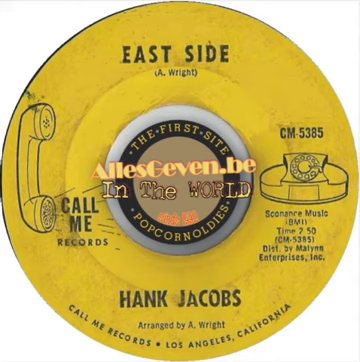 EAST SIDE
(A. Wright)
CM-5385
THE-FIRST-SITE
AllesGeven.be
In The WORLD
POPCORNOLDIES
CALL
ME
RECORDS
Sconance Music
(BMI)
Time 2 50
(CM-5385)
Dist. by Malynn
Enterprises, Inc.
HANK JACOBS
Arranged by A. Wright
CALL ME RECORDS • LOS ANGELES, CALIFORNIA